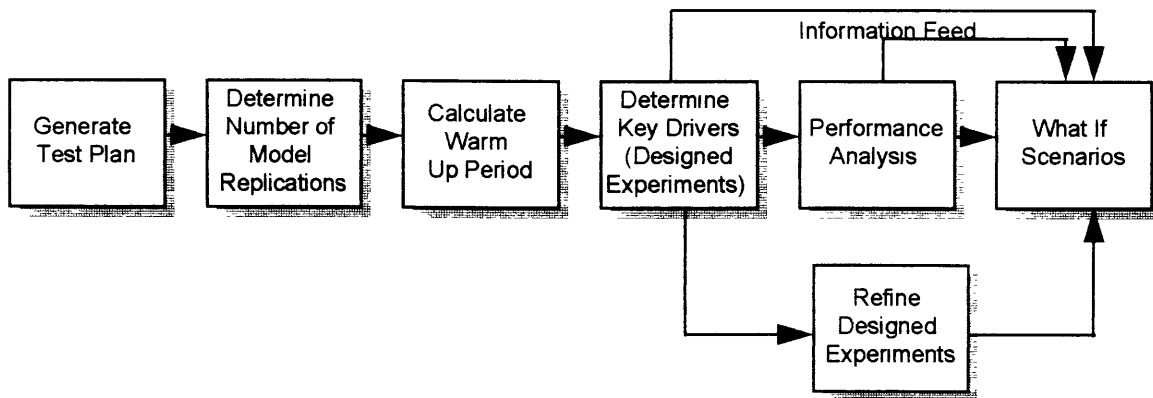 Information Feed
Generate
Test Plan
Determine
Number of
Model
Replications
Calculate
Warm
Up Period
Determine
Key Drivers
(Designed
Experiments)
Performance
Analysis
What If
Scenarios
Refine
Designed
Experiments